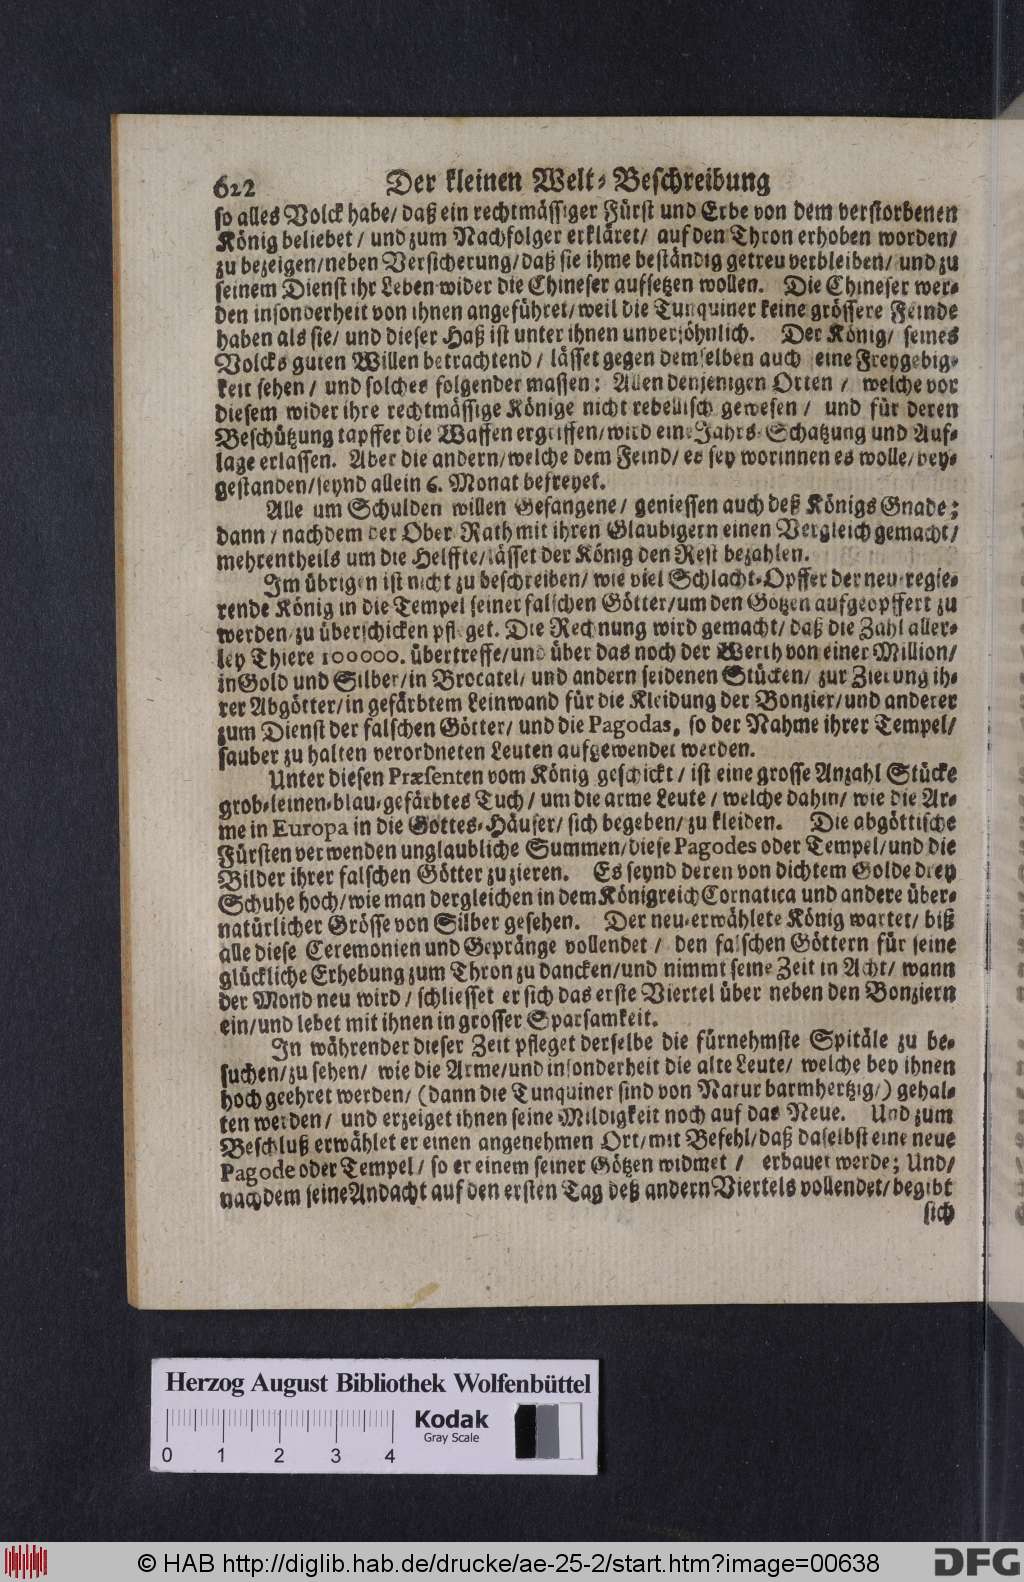 622 Der kleinen Welt-Beschreibung
so alles Volck habe/ daß ein rechtmässiger Fürst und Erbe von dem verstorbenen
König beliebet/ und zum Nachfolger erkläret/ auf den Thron erhoben worden/
zu bezeigen/neben Versicherung/daß sie ihme beständig getreu verbleiben/ und zu
seinem Dienst ihr Leben wider die Chineser aufsetzen wollen. Die Chineser wer-
den insonderheit von ihnen angeführet/ weil die Tunquiner keine grössere Feinde
haben als sie/ und dieser Haß ist unter ihnen unversöhnlich. Der König/ seines
Volcks guten Willen betrachtend/ lässet gegen demselben auch seine Freygebig-
keit sehen/ und solches folgender massen: Allen denjenigen Orten/ welche vor
diesem wider ihre rechtmässige Könige nicht rebellisch gewesen/ und für deren
Beschützung tapffer die Waffen ergriffen/ wird eine Jahrs-Schatzung und Auf-
lage erlassen. Aber die andern/welche dem Feind/ es sey worinnen es wolle/ bey-
gestanden/seynd allein 6. Monat befreyet.
Alle um Schulden willen Gefangene/ geniessen auch deß Königs Gnade;
dann/ nachdem der Ober Rath mit ihren Glaubigern einen Vergleich gemacht/
mehrentheils um die Helffte/lässet der König den Rest bezahlen.
Im übrigen ist nicht zu beschreiben/ wie viel Schlacht-Opffer der neu-regie-
rende König in die Tempel seiner falschen Götter/um den Götzen aufgeopffert zu
werden/zu überschicken pfleget. Die Rechnung wird gemacht/ daß die Zahl aller-
ley Thiere 100000. übertreffe/und über das noch der Werth von einer Million/
in Gold und Silber/in Brocatel/ und andern seidenen Stücken/ zur Zierung ih-
rer Abgötter/in gefärbtem Leinwand für die Kleidung der Bonzier/und anderer
zum Dienst der falschen Götter/ und die Pagodas, so der Nahme ihrer Tempel/
sauber zu halten verordneten Leuten aufgewendet werden.
Unter diesen Præsenten vom König geschickt/ ist eine grosse Anzahl Stücke
grob-leinen-blau-gefärbtes Tuch/ um die arme Leute/ welche dahin/ wie die Ar-
me in Europa in die Gottes-Häuser/ sich begeben/ zu kleiden. Die abgöttische
Fürsten verwenden unglaubliche Summen/diese Pagodes oder Tempel/und die
Bilder ihrer falschen Götter zu zieren. Es seynd deren von dichtem Golde drey
Schuhe hoch/wie man dergleichen in dem Königreich Cornatica und andere über-
natürlicher Grösse von Silber gesehen. Der neu-erwählete König wartet/ biß
alle diese Ceremonien und Gepränge vollendet/ den falschen Göttern für seine
glückliche Erhebung zum Thron zu dancken/und nimmt seine Zeit in Acht/ wann
der Mond neu wird/ schliesset er sich das erste Viertel über neben den Bonziern
ein/und lebet mit ihnen in grosser Sparsamkeit.
In währender dieser Zeit pfleget derselbe die fürnehmste Spitäle zu be-
suchen/zu sehen/ wie die Arme/und insonderheit die alte Leute/ welche bey ihnen
hoch geehret werden/ (dann die Tunquiner sind von Natur barmhertzig/) gehal-
ten werden/ und erzeiget ihnen seine Mildigkeit noch auf das Neue. Und zum
Beschluß erwählet er einen angenehmen Ort/mit Befehl/daß daselbst eine neue
Pagode oder Tempel/ so er einem seiner Götzen widmet/ erbauet werde; Und/
nachdem seine Andacht auf den ersten Tag deß andern Viertels vollendet/ begibt
sich
Herzog August Bibliothek Wolfenbüttel
Kodak
Gray Scale
0 1 2 3 4
© HAB http://diglib.hab.de/drucke/ae-25-2/start.htm?image=00638
DFG